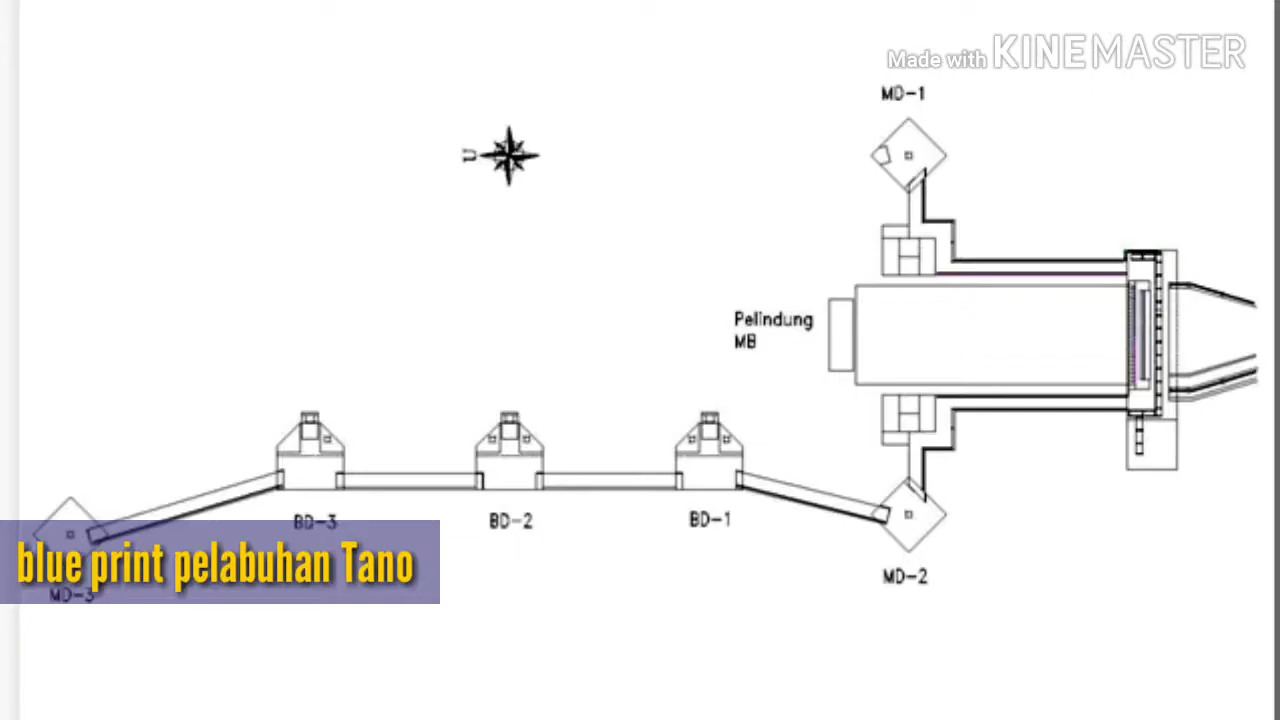 Made with KINEMASTER
MD-1
U
Pelindung
MB
BD-3
BD-2
BD-1
blue print pelabuhan Tano
MD-2
MD-3